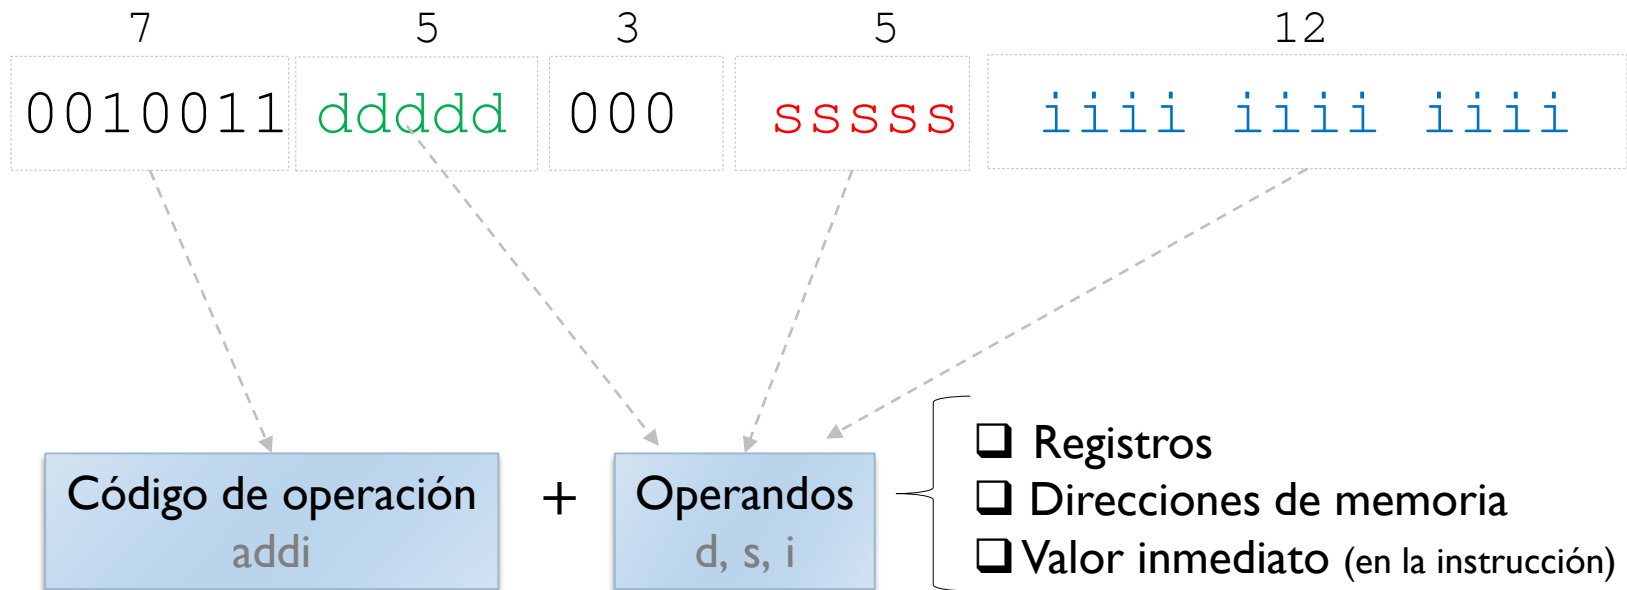 7 5 3 5 12
0010011 ddddd 000 sssss iiii iiii iiii
Código de operación + Operandos
addi d, s, i
❑ Registros
❑ Direcciones de memoria
❑ Valor inmediato (en la instrucción)